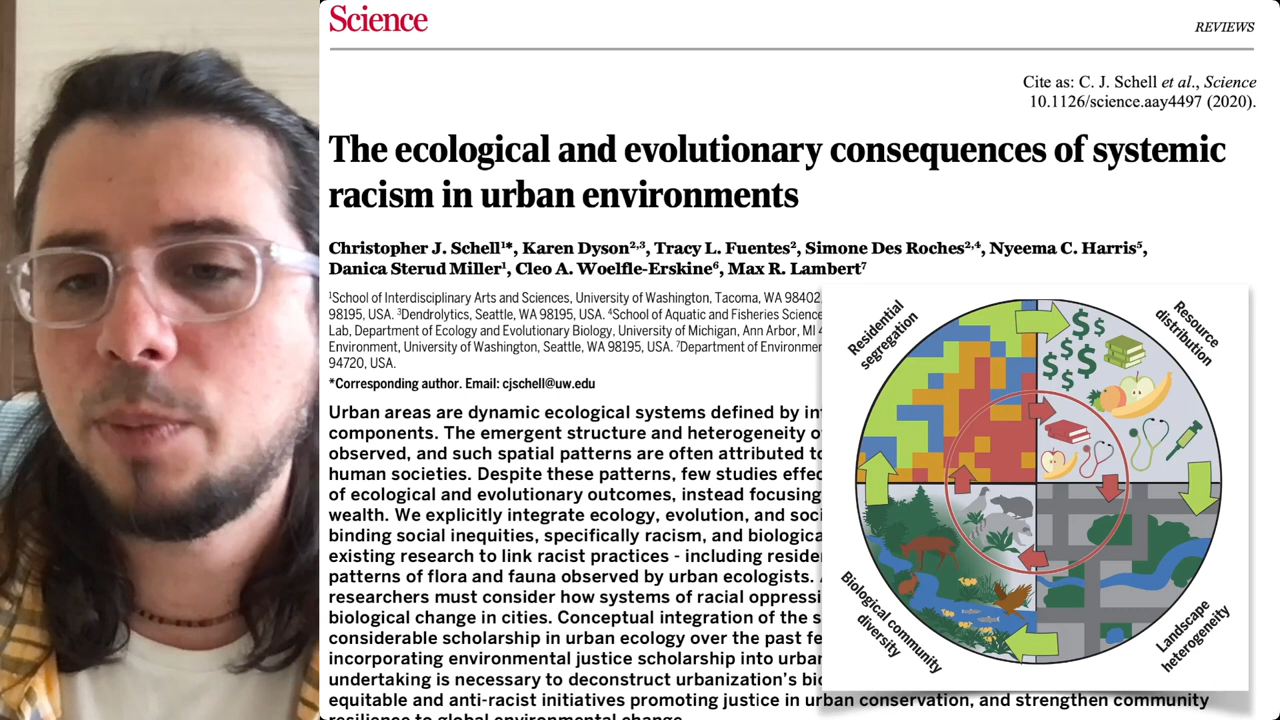 Science
REVIEWS
Cite as: C. J. Schell et al., Science
10.1126/science.aay4497 (2020).
The ecological and evolutionary consequences of systemic
racism in urban environments
Christopher J. Schell¹*, Karen Dyson²,³, Tracy L. Fuentes², Simone Des Roches²,⁴, Nyeema C. Harris⁵,
Danica Sterud Miller¹, Cleo A. Woelfle-Erskine⁶, Max R. Lambert⁷
¹School of Interdisciplinary Arts and Sciences, University of Washington, Tacoma, WA 98402
98195, USA. ³Dendrolytics, Seattle, WA 98195, USA. ⁴School of Aquatic and Fisheries Science
Lab, Department of Ecology and Evolutionary Biology, University of Michigan, Ann Arbor, MI
Environment, University of Washington, Seattle, WA 98195, USA. ⁷Department of Environmen
94720, USA.
*Corresponding author. Email: cjschell@uw.edu
Urban areas are dynamic ecological systems defined by
components. The emergent structure and heterogeneity
observed, and such spatial patterns are often attributed to
human societies. Despite these patterns, few studies
of ecological and evolutionary outcomes, instead focusing
wealth. We explicitly integrate ecology, evolution, and
binding social inequities, specifically racism, and
existing research to link racist practices - including
patterns of flora and fauna observed by urban ecologists.
researchers must consider how systems of racial
biological change in cities. Conceptual integration of the
considerable scholarship in urban ecology over the past
incorporating environmental justice scholarship into
undertaking is necessary to deconstruct urbanization's
equitable and anti-racist initiatives promoting justice in urban conservation, and strengthen community
resilience to global environmental change.
Residential
segregation
Resource
distribution
Biological community
diversity
Landscape
heterogeneity